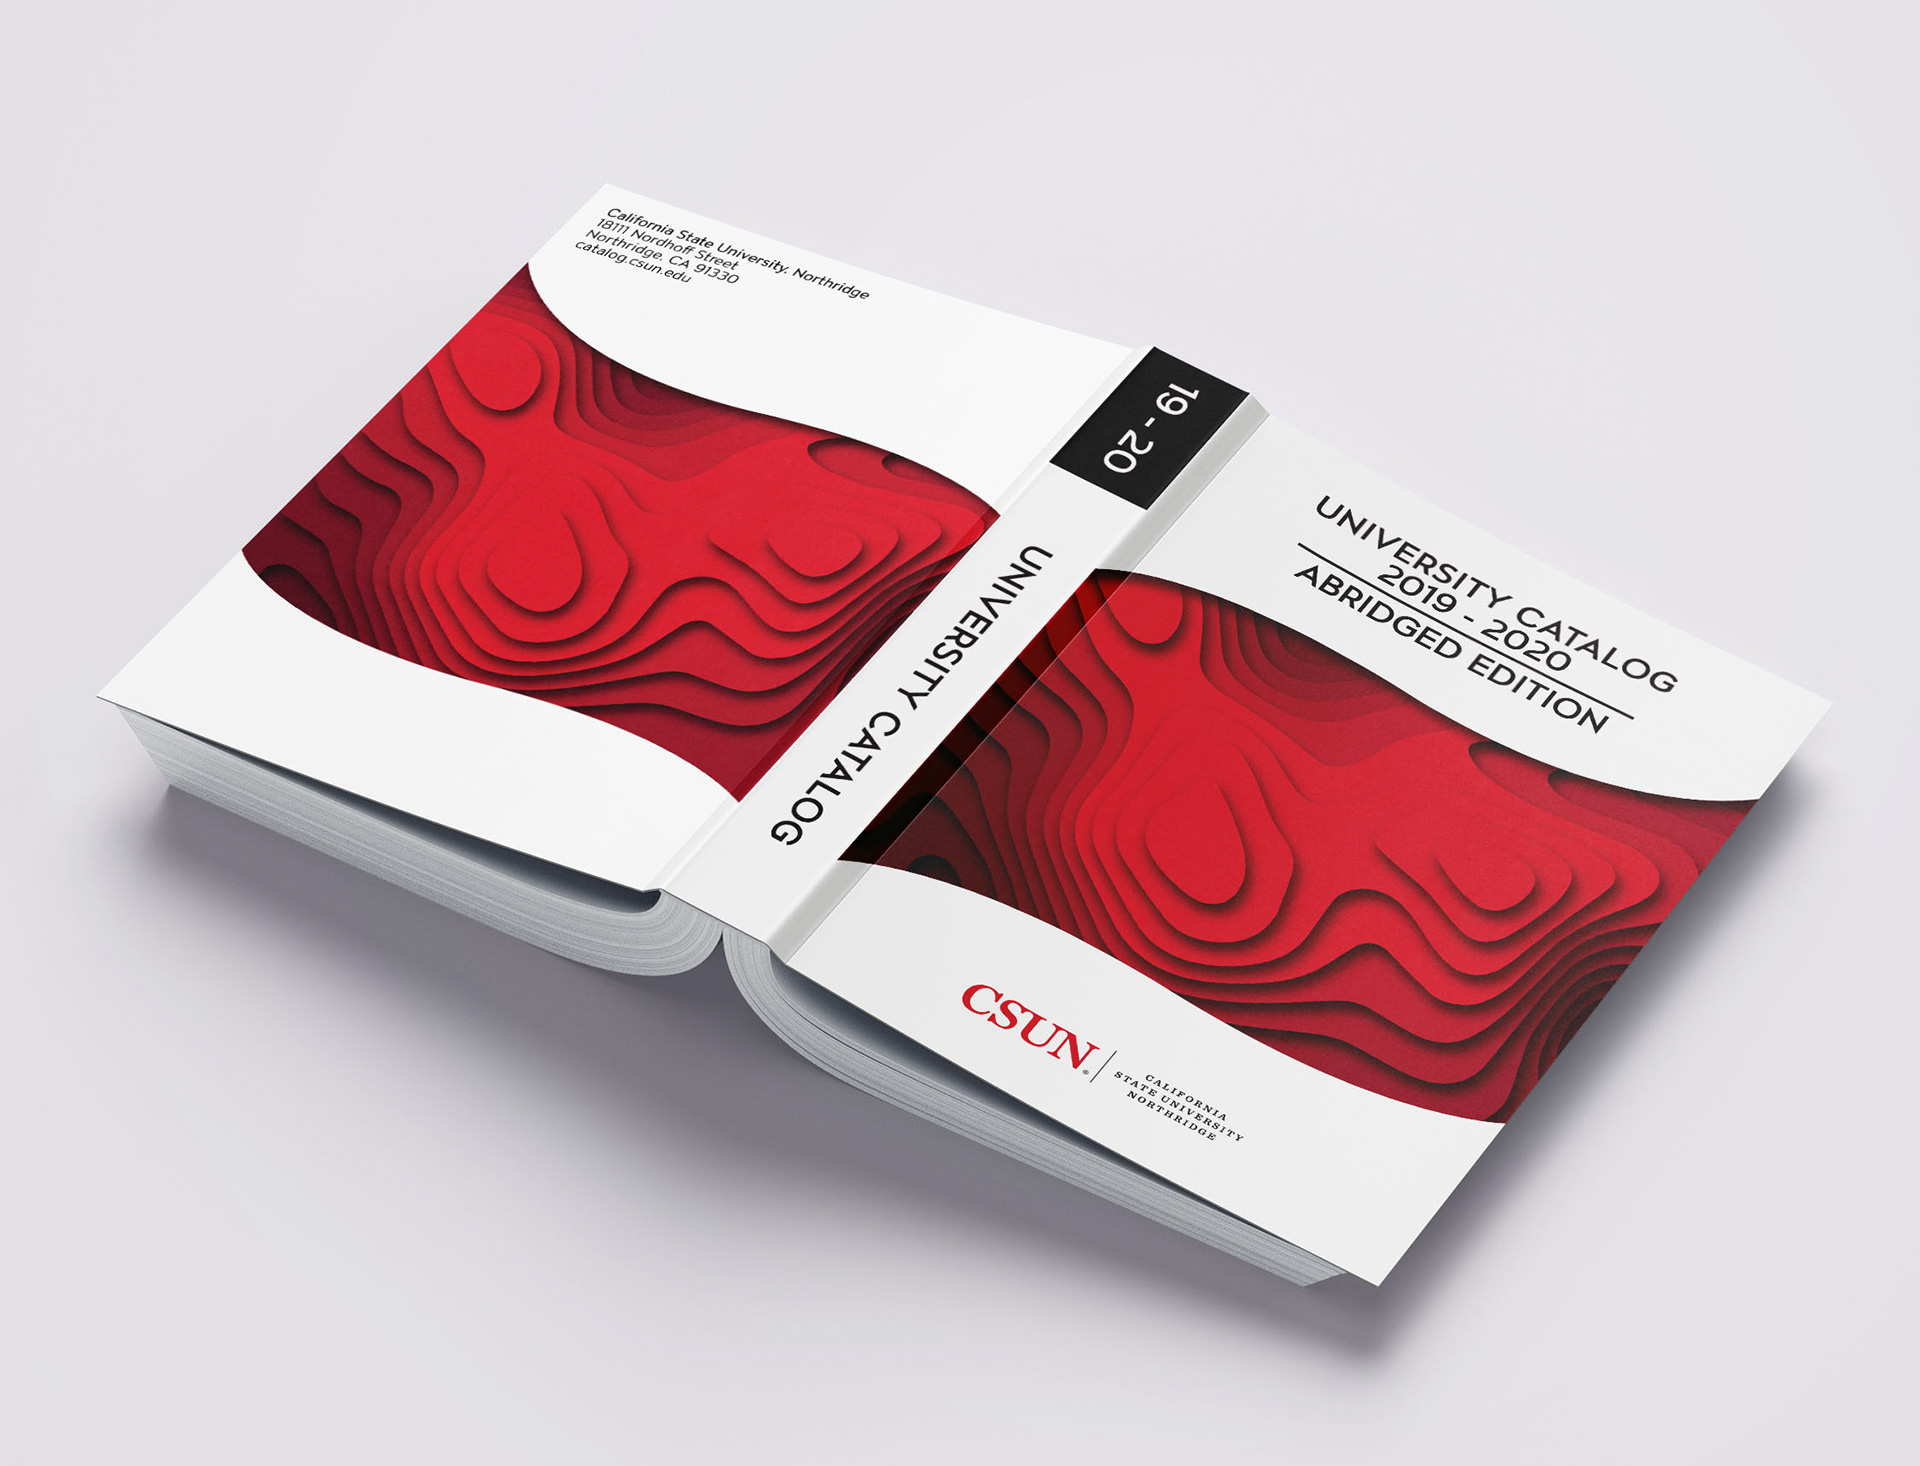 California State University, Northridge
18111 Nordhoff Street
Northridge, CA 91330
catalog.csun.edu
19 - 20
UNIVERSITY CATALOG
UNIVERSITY CATALOG
2019 - 2020
ABRIDGED EDITION
CSUN®
CALIFORNIA
STATE UNIVERSITY
NORTHRIDGE